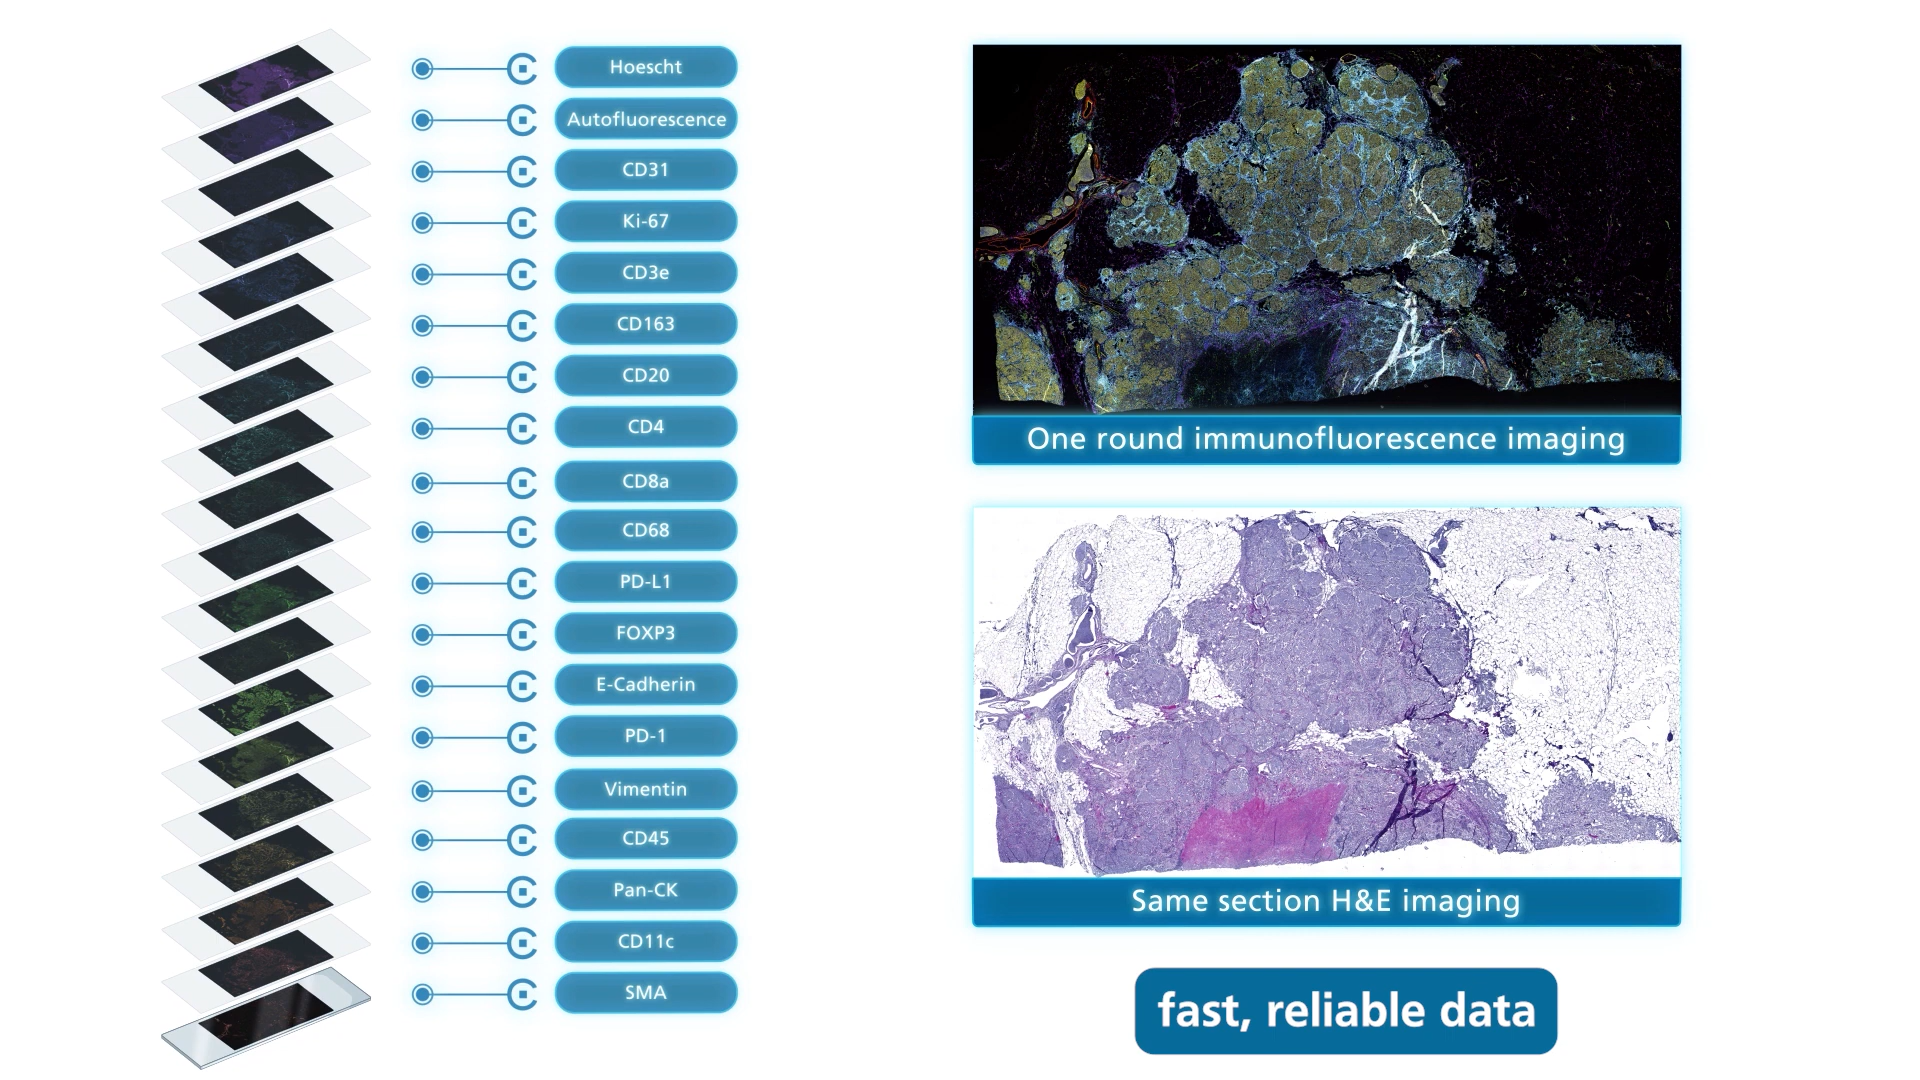 Hoescht
Autofluorescence
CD31
Ki-67
CD3e
CD163
CD20
CD4
CD8a
CD68
PD-L1
FOXP3
E-Cadherin
PD-1
Vimentin
CD45
Pan-CK
CD11c
SMA
One round immunofluorescence imaging
Same section H&E imaging
fast, reliable data